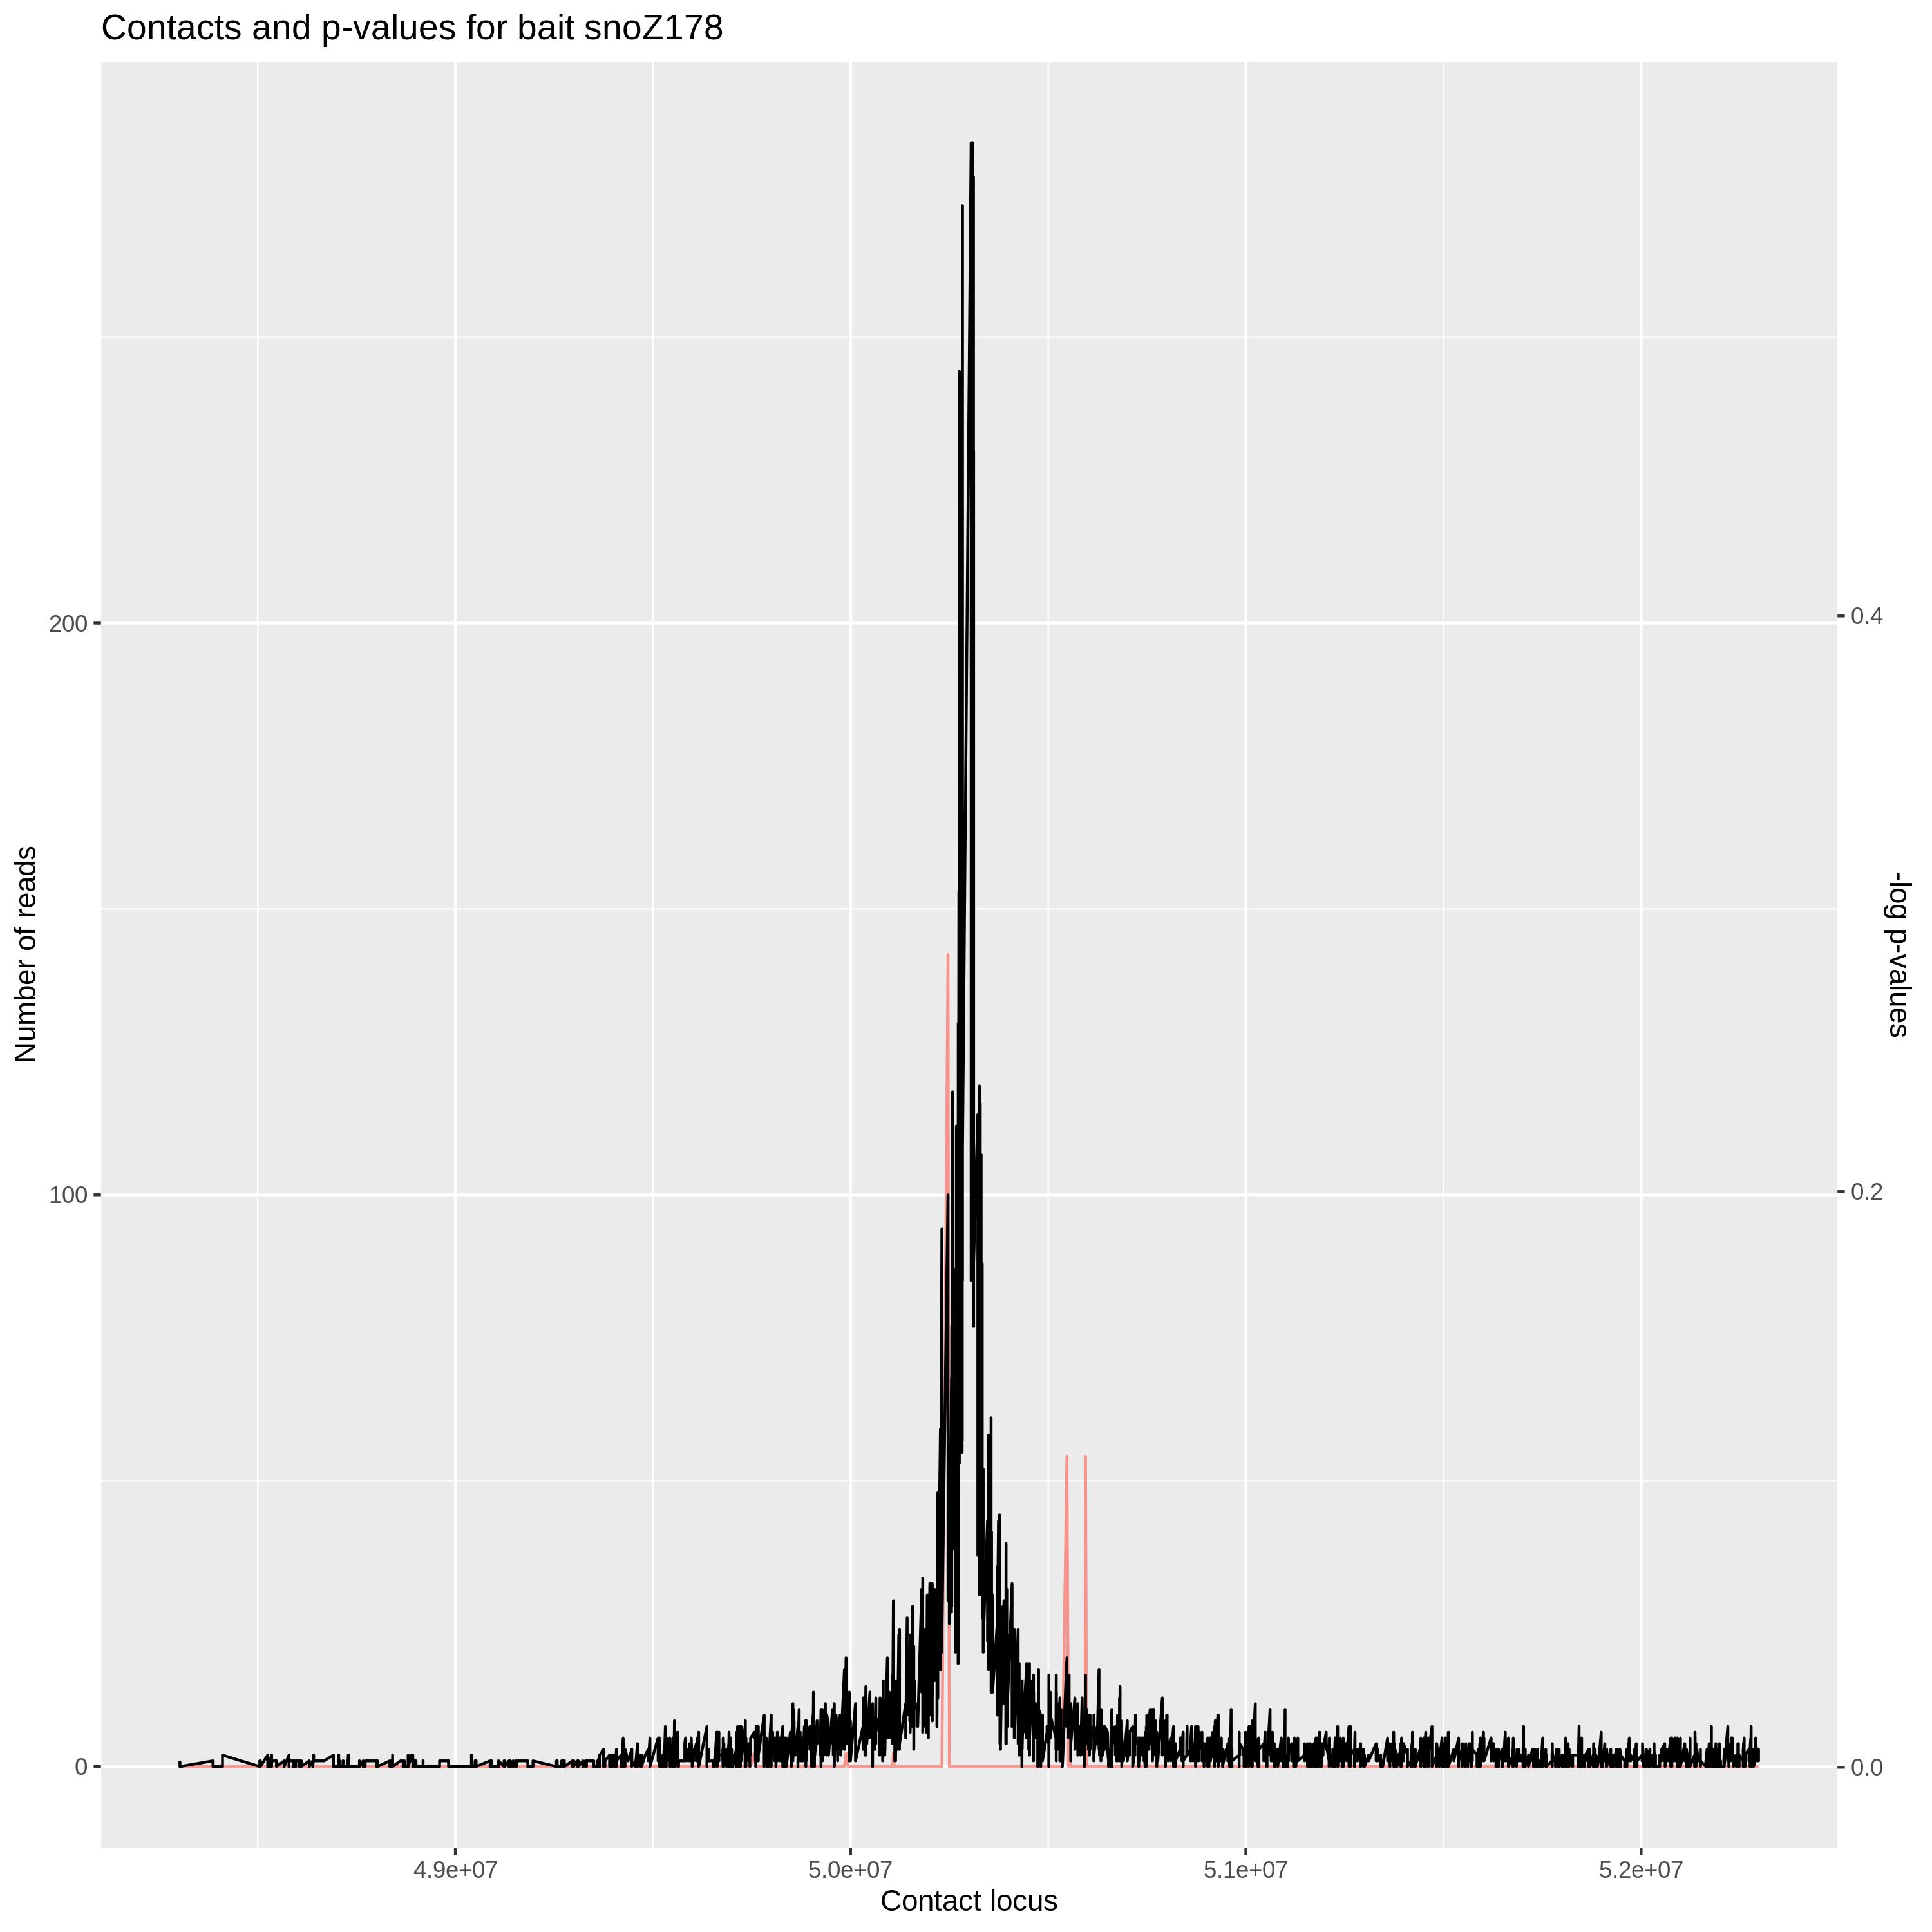 Contacts and p-values for bait snoZ178
Number of reads
200
100
0
0.4
0.2
0.0
-log p-values
4.9e+07 5.0e+07 5.1e+07 5.2e+07
Contact locus